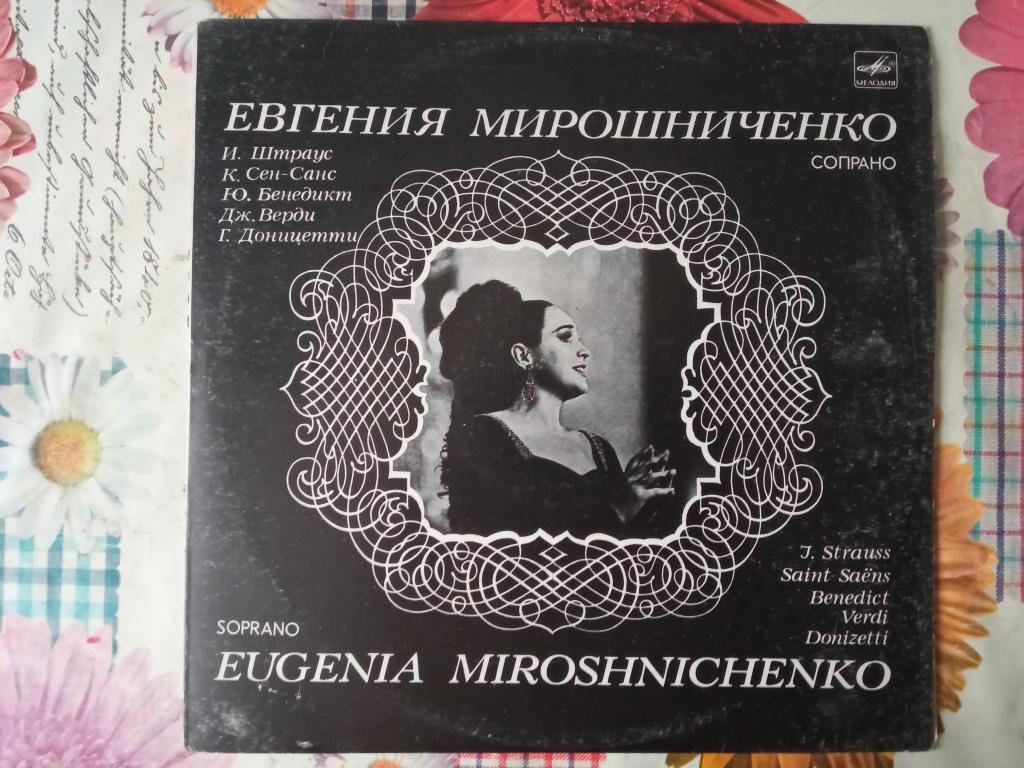 МЕЛОДИЯ
ЕВГЕНИЯ МИРОШНИЧЕНКО
СОПРАНО
И. Штраус
К. Сен-Санс
Ю. Бенедикт
Дж. Верди
Г. Доницетти
J. Strauss
Saint-Saëns
Benedict
Verdi
Donizetti
SOPRANO
EUGENIA MIROSHNICHENKO